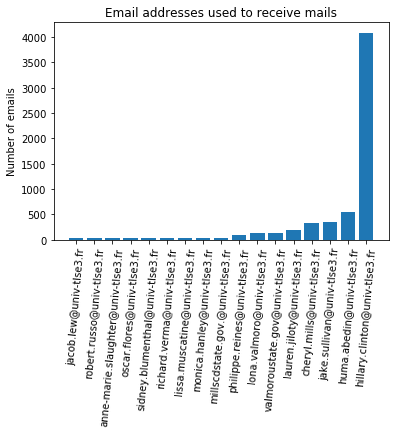 Email addresses used to receive mails
Number of emails
4000
3500
3000
2500
2000
1500
1000
500
0
jacob.lew@univ-tlse3.fr
robert.russo@univ-tlse3.fr
anne-marie.slaughter@univ-tlse3.fr
oscar.flores@univ-tlse3.fr
sidney.blumenthal@univ-tlse3.fr
richard.verma@univ-tlse3.fr
lissa.muscatine@univ-tlse3.fr
monica.hanley@univ-tlse3.fr
millscdstate.gov.@univ-tlse3.fr
philippe.reines@univ-tlse3.fr
lona.valmoro@univ-tlse3.fr
valmoroustate.gov@univ-tlse3.fr
lauren.jiloty@univ-tlse3.fr
cheryl.mills@univ-tlse3.fr
jake.sullivan@univ-tlse3.fr
huma.abedin@univ-tlse3.fr
hillary.clinton@univ-tlse3.fr